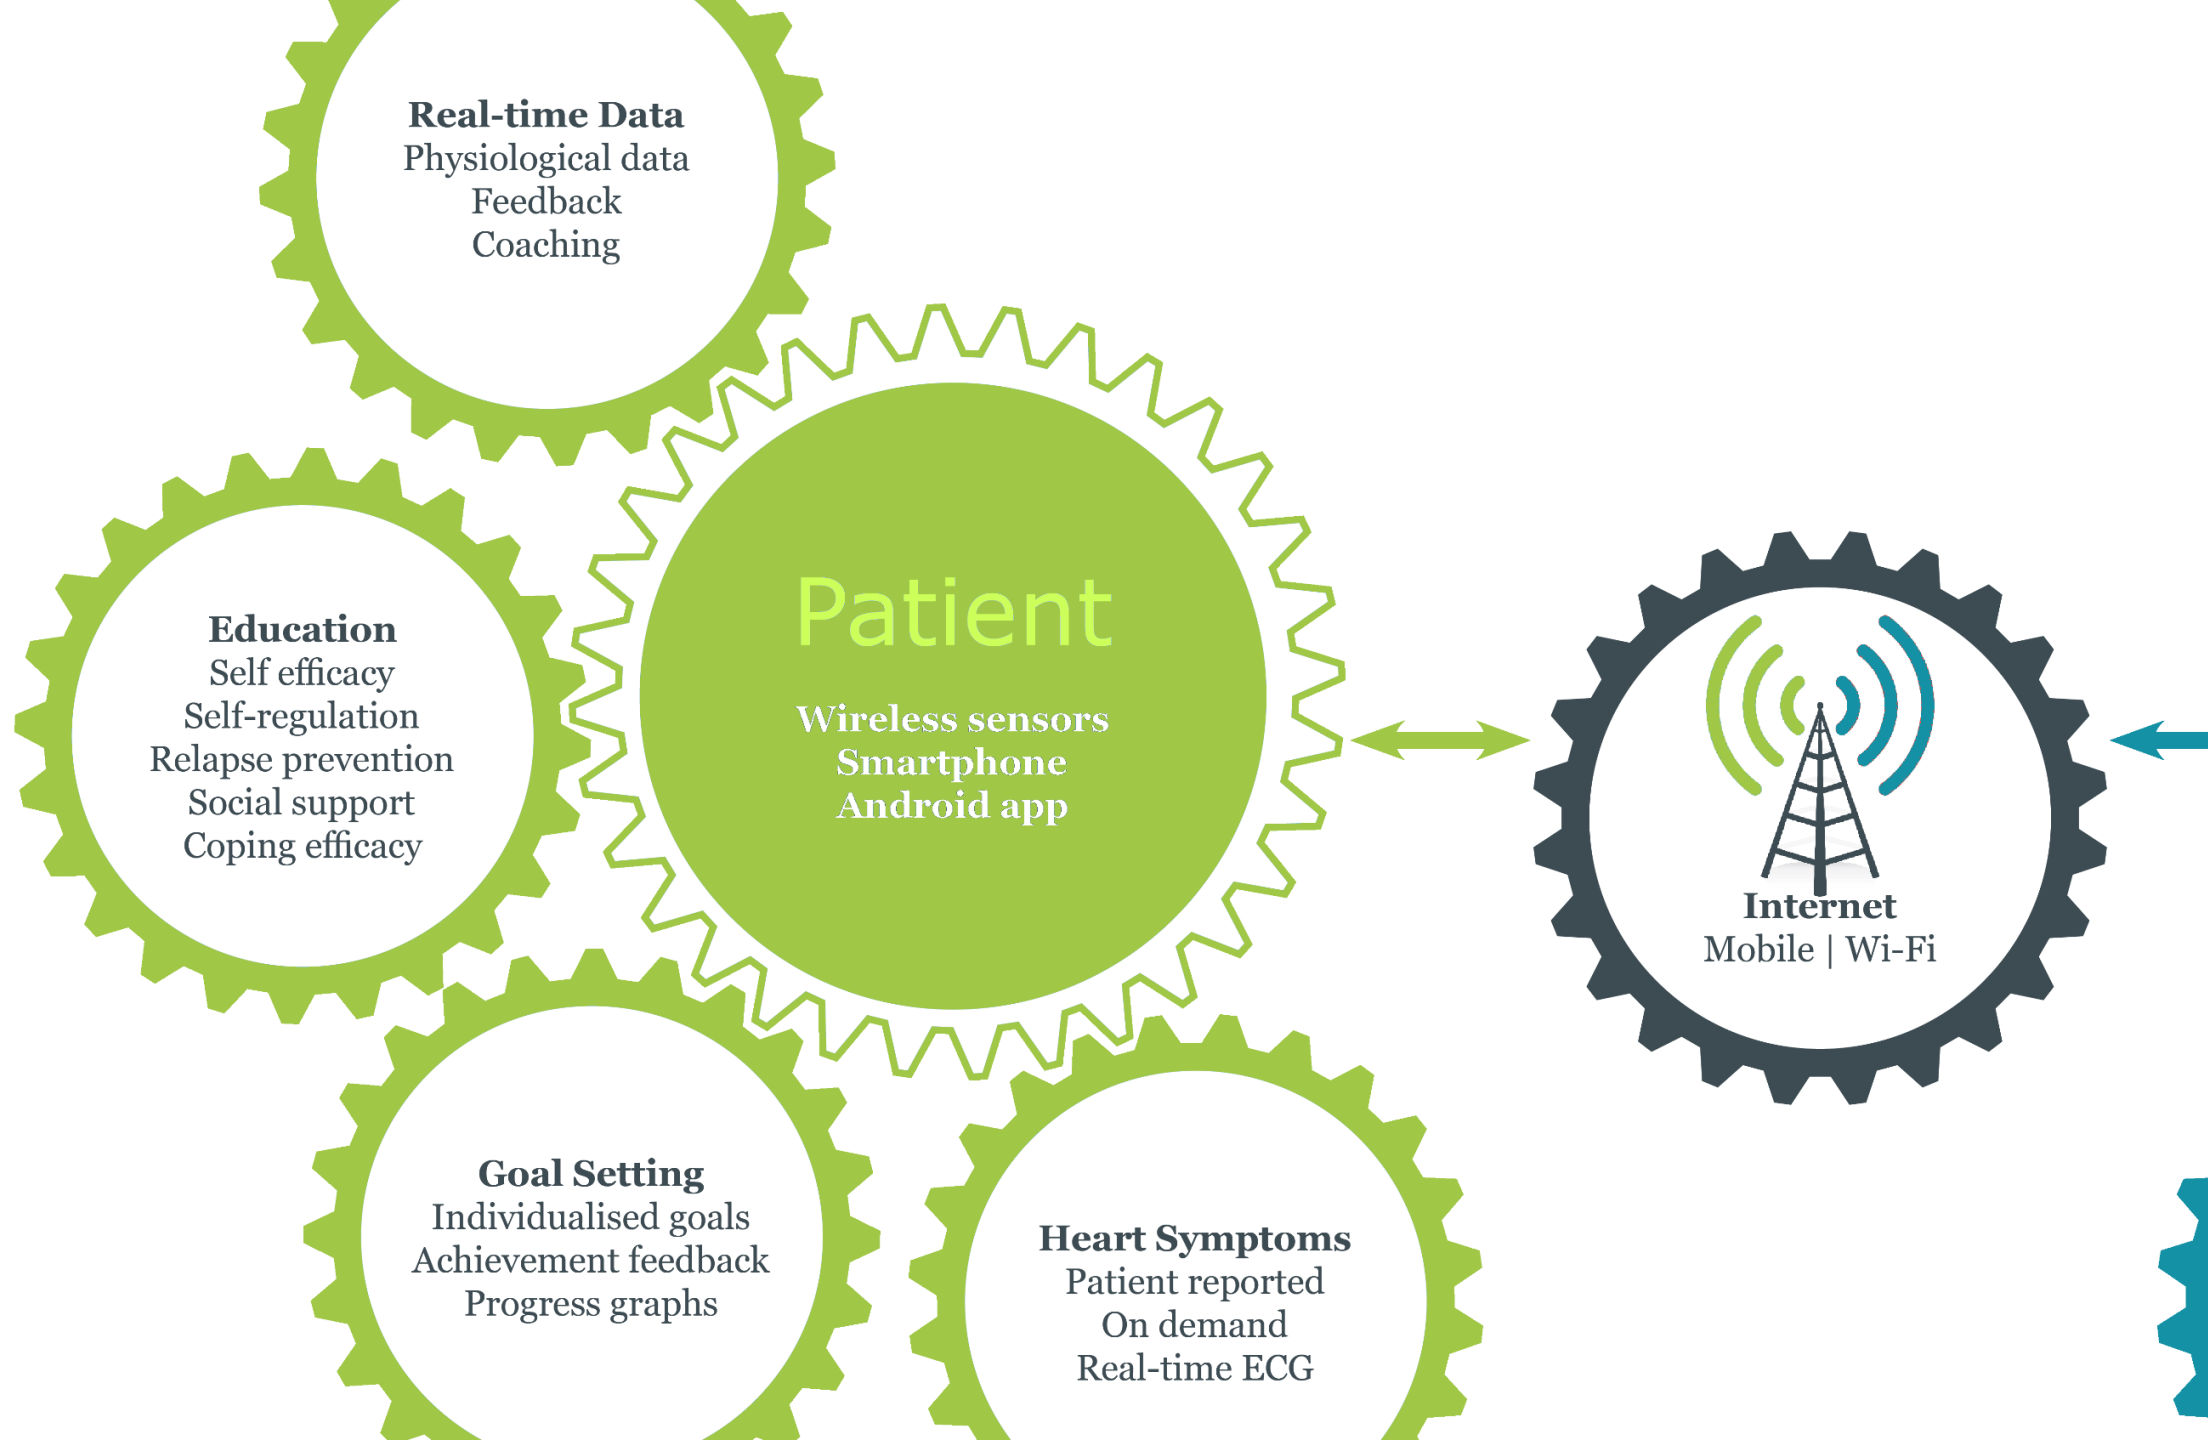 Real-time Data
Physiological data
Feedback
Coaching
Education
Self efficacy
Self-regulation
Relapse prevention
Social support
Coping efficacy
Patient
Wireless sensors
Smartphone
Android app
Internet
Mobile | Wi-Fi
Goal Setting
Individualised goals
Achievement feedback
Progress graphs
Heart Symptoms
Patient reported
On demand
Real-time ECG